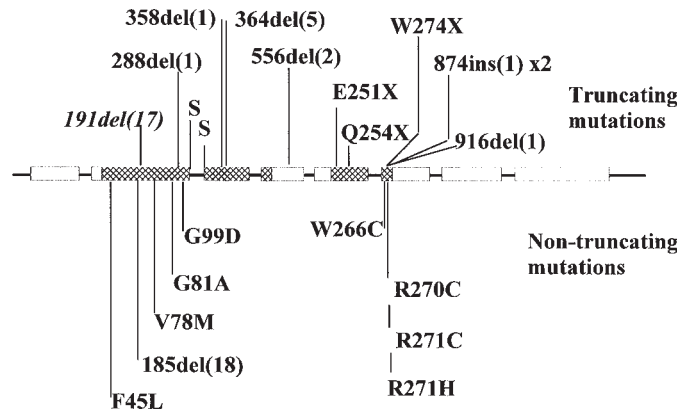 358del(1) 364del(5) W274X
288del(1) 556del(2) 874ins(1) x2
E251X Truncating
191del(17) S S Q254X 916del(1) mutations
G99D W266C Non-truncating
G81A R270C mutations
V78M R271C
185del(18) R271H
F45L